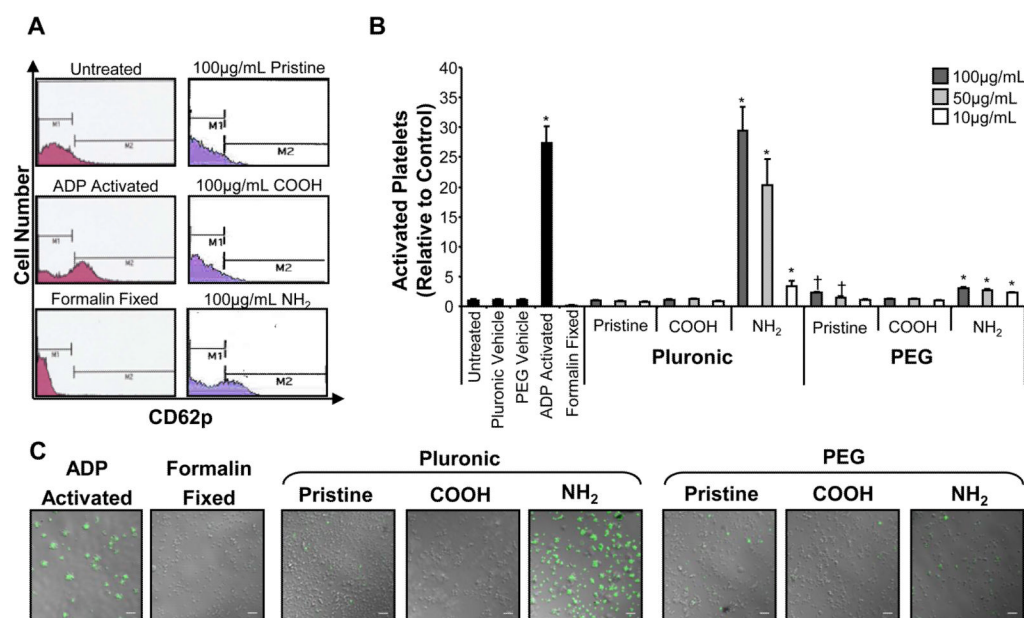 A
Untreated
M1
M2
100µg/mL Pristine
M1
M2
ADP Activated
M1
M2
100µg/mL COOH
M1
M2
Formalin Fixed
M1
M2
100µg/mL NH₂
M1
M2
Cell Number
CD62p
B
Activated Platelets
(Relative to Control)
40
35
30
25
20
15
10
5
0
*
*
*
*
†
†
*
*
*
100µg/mL
50µg/mL
10µg/mL
Untreated
Pluronic Vehicle
PEG Vehicle
ADP Activated
Formalin Fixed
Pristine
COOH
NH₂
Pristine
COOH
NH₂
Pluronic
PEG
C
ADP
Activated
Formalin
Fixed
Pluronic
Pristine
COOH
NH₂
PEG
Pristine
COOH
NH₂